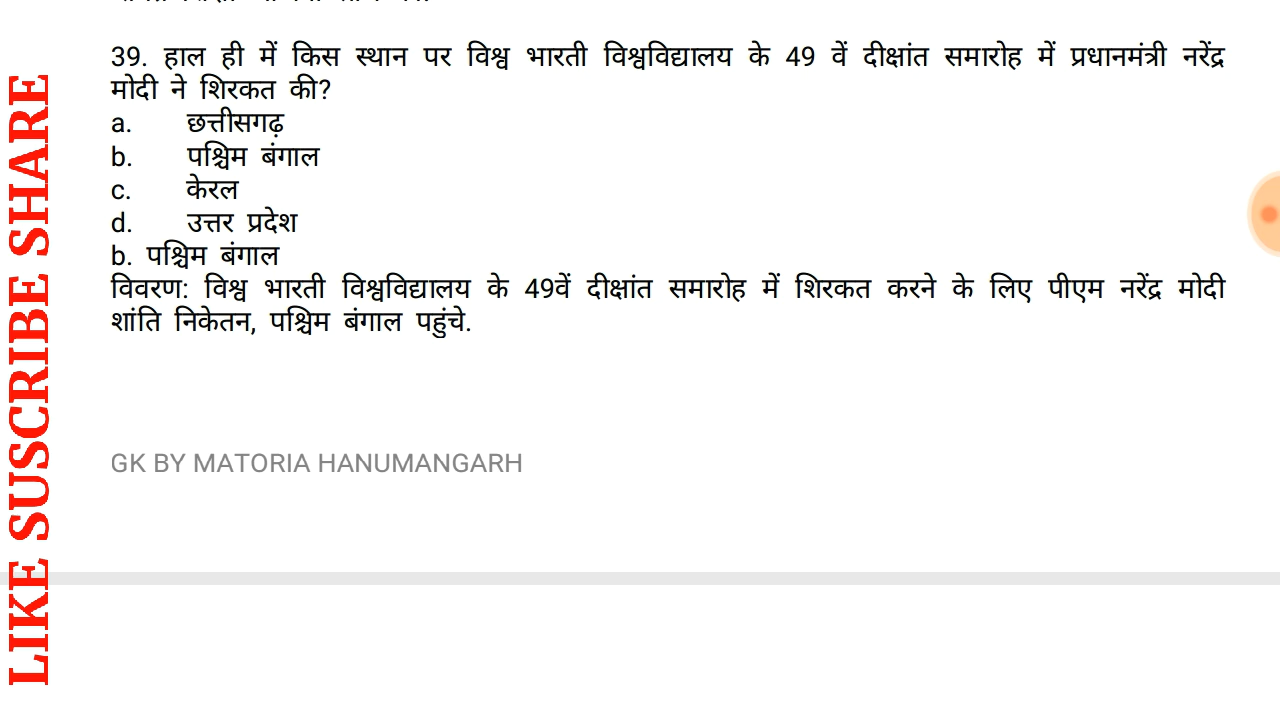 39. हाल ही में किस स्थान पर विश्व भारती विश्वविद्यालय के 49 वें दीक्षांत समारोह में प्रधानमंत्री नरेंद्र
मोदी ने शिरकत की?
a. छत्तीसगढ़
b. पश्चिम बंगाल
c. केरल
d. उत्तर प्रदेश
b. पश्चिम बंगाल
विवरण: विश्व भारती विश्वविद्यालय के 49वें दीक्षांत समारोह में शिरकत करने के लिए पीएम नरेंद्र मोदी
शांति निकेतन, पश्चिम बंगाल पहुंचे.
GK BY MATORIA HANUMANGARH
LIKE SUSCRIBE SHARE